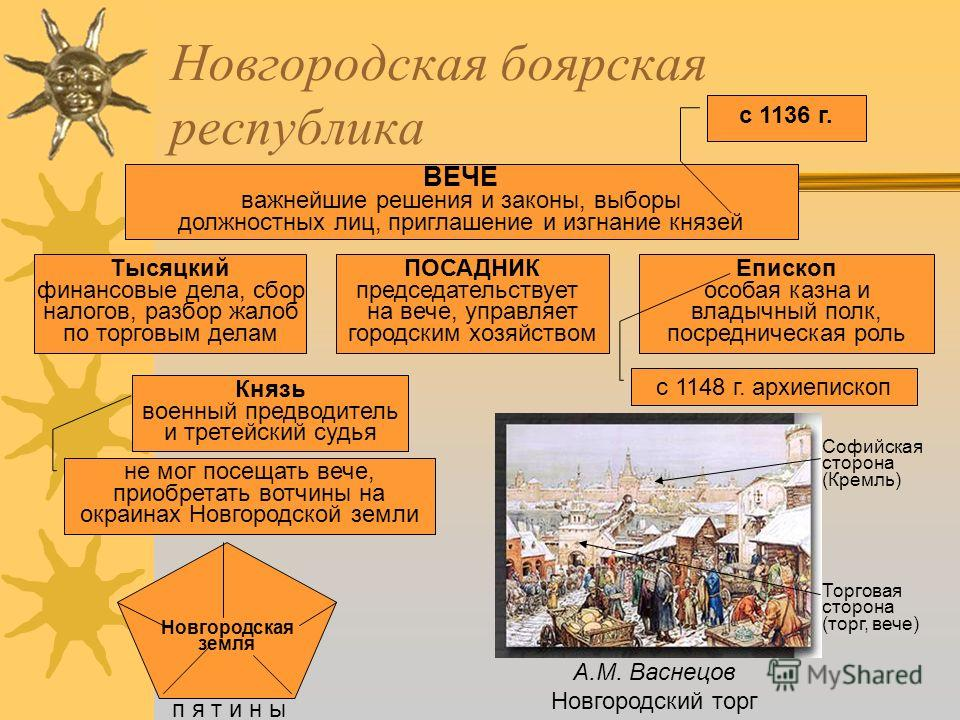 Новгородская боярская
республика
с 1136 г.
ВЕЧЕ
важнейшие решения и законы, выборы
должностных лиц, приглашение и изгнание князей
Тысяцкий
финансовые дела, сбор
налогов, разбор жалоб
по торговым делам
ПОСАДНИК
председательствует
на вече, управляет
городским хозяйством
Епископ
особая казна и
владычный полк,
посредническая роль
с 1148 г. архиепископ
Князь
военный предводитель
и третейский судья
не мог посещать вече,
приобретать вотчины на
окраинах Новгородской земли
Софийская
сторона
(Кремль)
Торговая
сторона
(торг, вече)
Новгородская
земля
п я т и н ы
А.М. Васнецов
Новгородский торг
MyShared